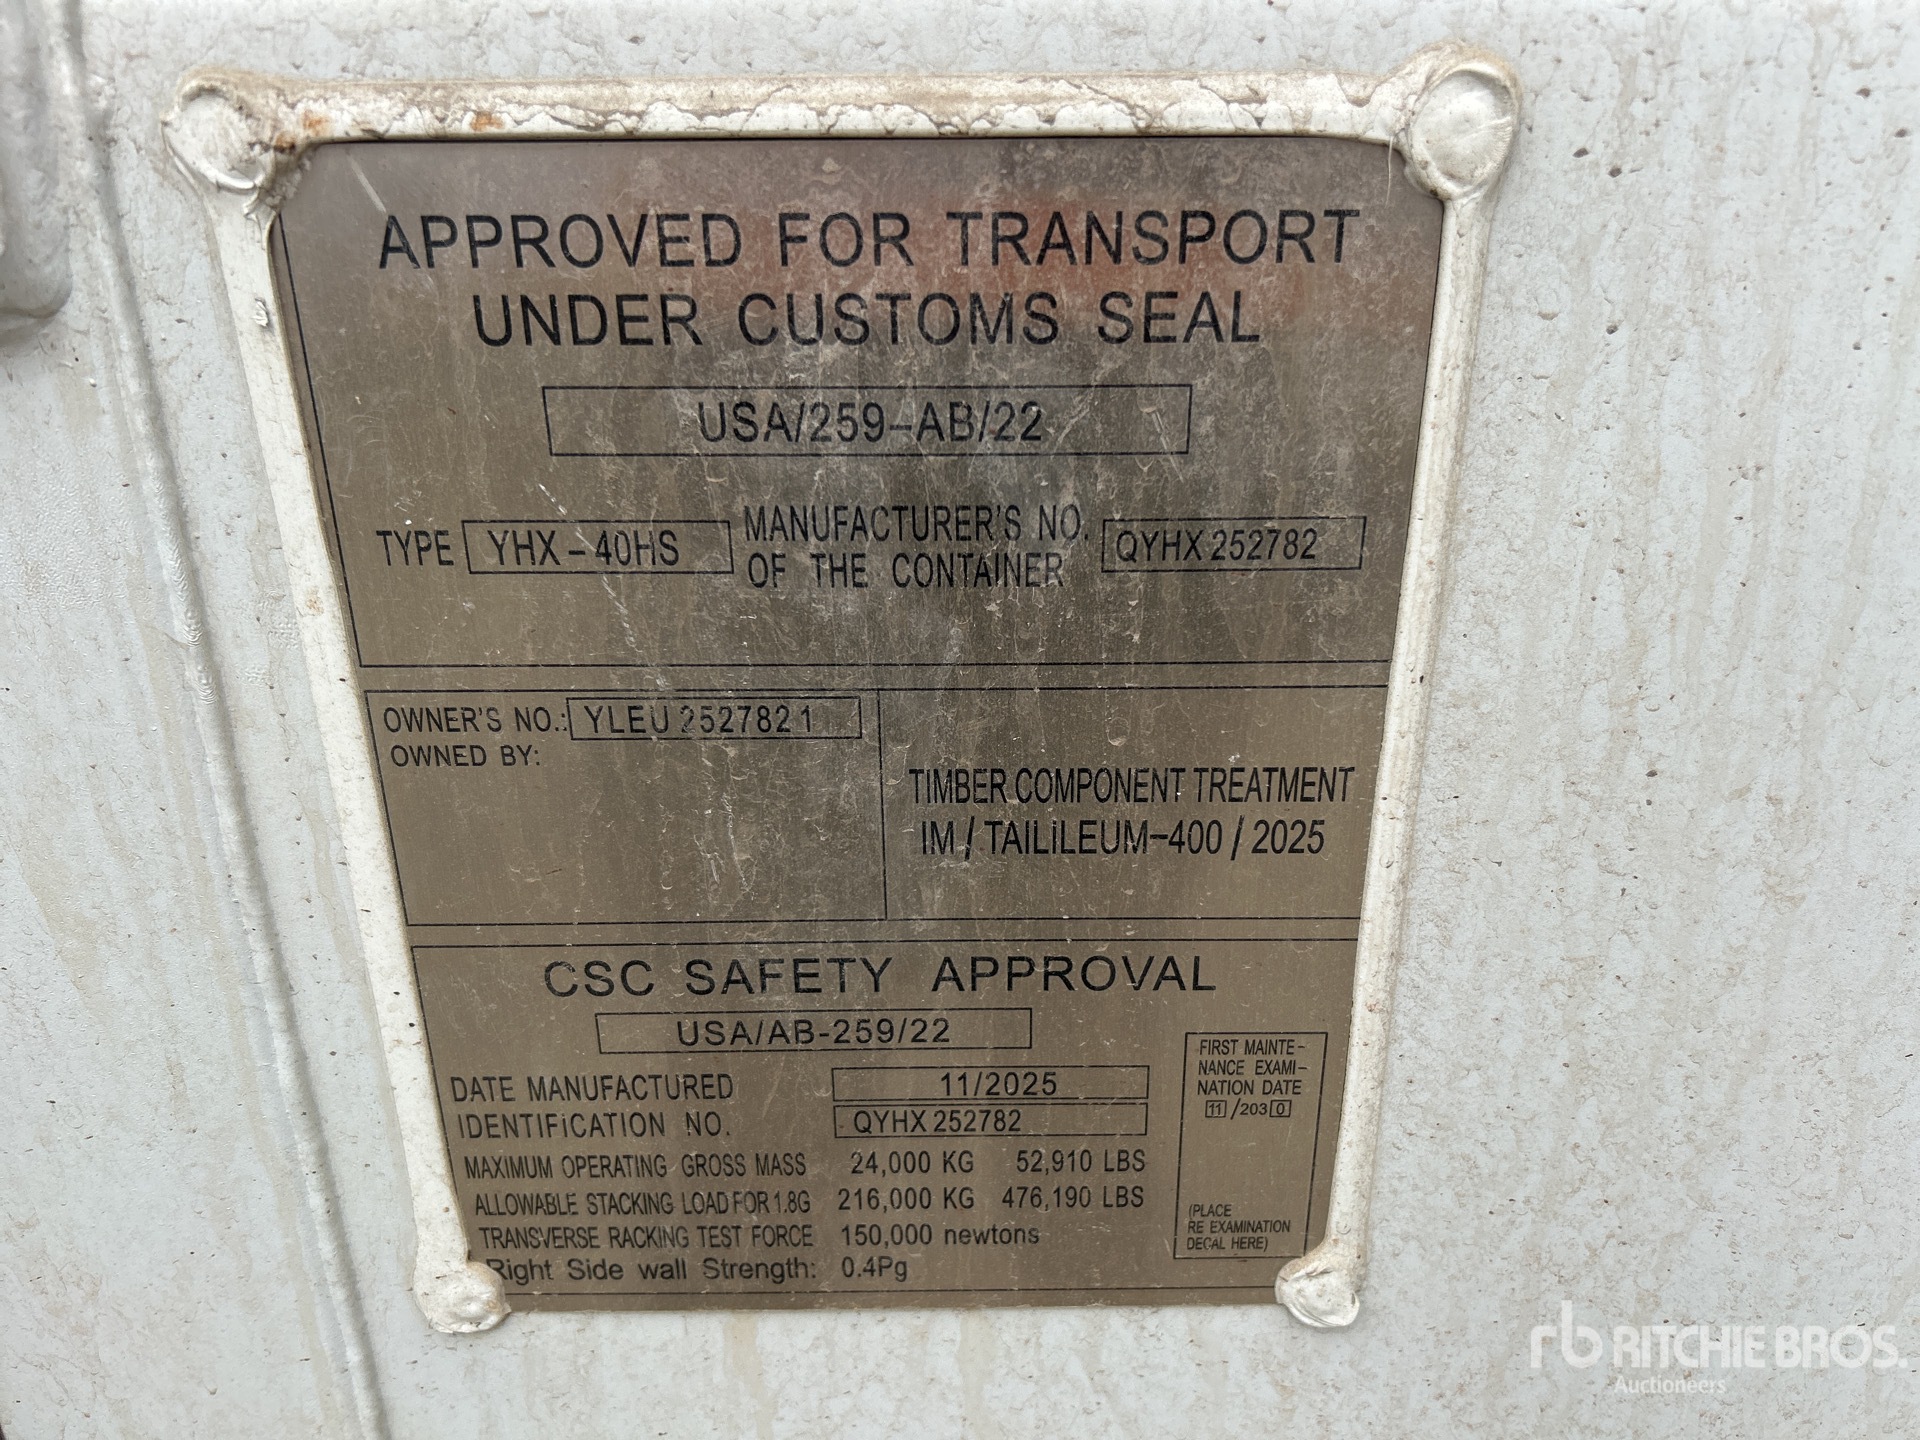 APPROVED FOR TRANSPORT
UNDER CUSTOMS SEAL
USA/259-AB/22
TYPE YHX-40HS
MANUFACTURER'S NO.
OF THE CONTAINER
QYHX 252782
OWNER'S NO.: YLEU 252782 1
OWNED BY:
TIMBER COMPONENT TREATMENT
IM / TAILILEUM-400 / 2025
CSC SAFETY APPROVAL
USA/AB-259/22
DATE MANUFACTURED 11/2025
IDENTIFICATION NO. QYHX 252782
MAXIMUM OPERATING GROSS MASS 24,000 KG 52,910 LBS
ALLOWABLE STACKING LOAD FOR 1.8G 216,000 KG 476,190 LBS
TRANSVERSE RACKING TEST FORCE 150,000 newtons
Right Side wall Strength: 0.4Pg
FIRST MAINTE-
NANCE EXAMI-
NATION DATE
11/2030
(PLACE
RE EXAMINATION
DECAL HERE)
rb RITCHIE BROS.
Auctioneers